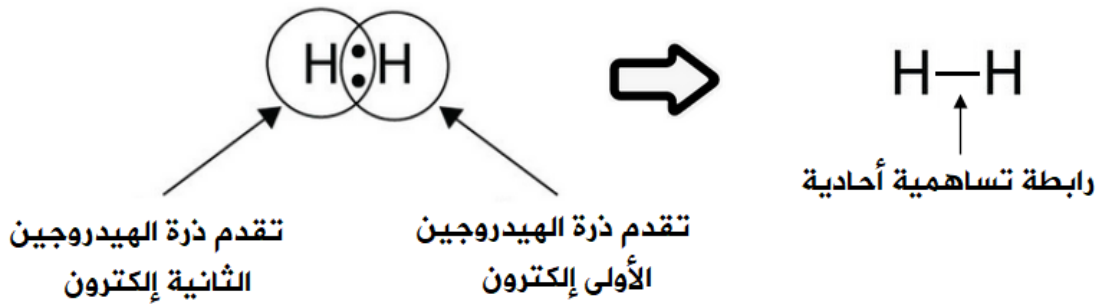 H:H
H–H
رابطة تساهمية أحادية
تقدم ذرة الهيدروجين
الأولى إلكترون
تقدم ذرة الهيدروجين
الثانية إلكترون